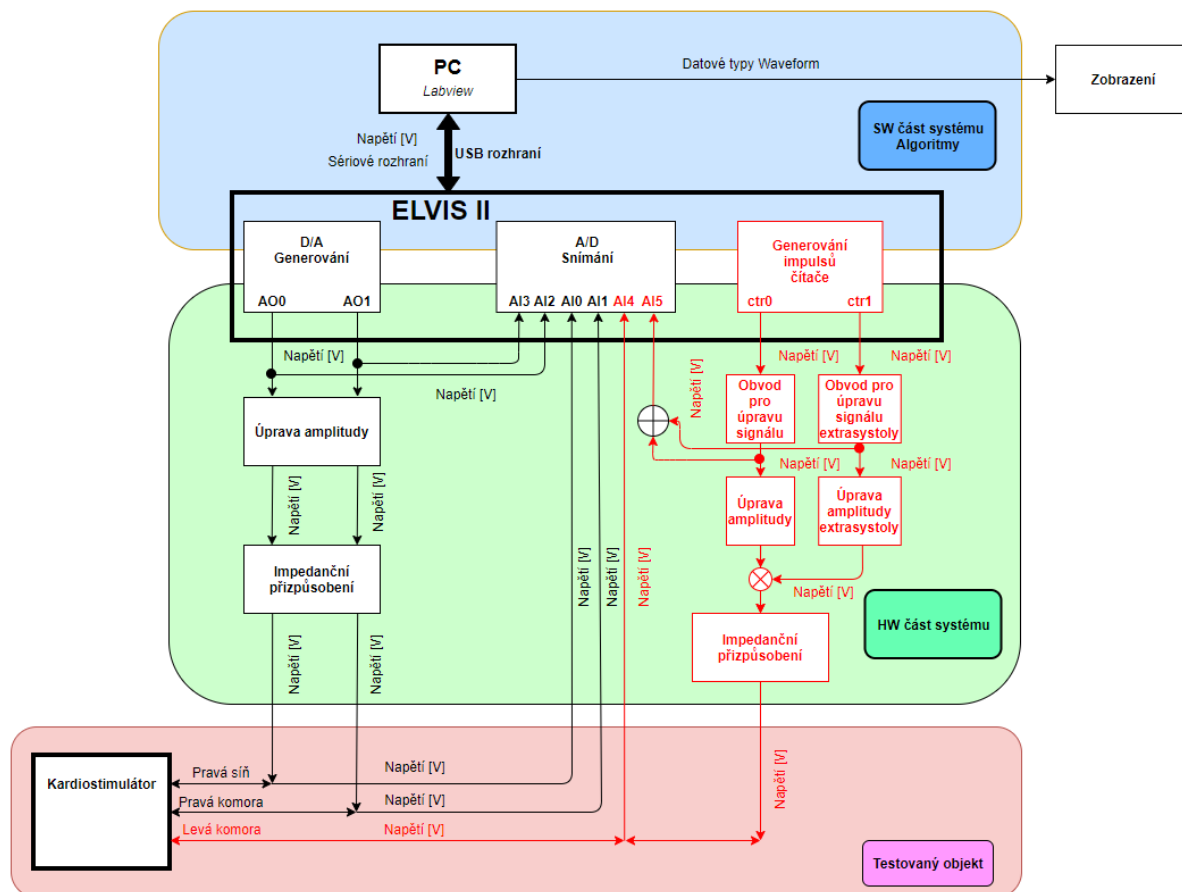 PC
Labview
Datové typy Waveform
Zobrazení
SW část systému
Algoritmy
Napětí [V]
Sériové rozhraní
USB rozhraní
ELVIS II
D/A
Generování
AO0 AO1
A/D
Snímání
AI3 AI2 AI0 AI1 AI4 AI5
Generování
impulsů
čítače
ctr0 ctr1
Napětí [V]
Napětí [V]
Napětí [V]
Napětí [V]
Napětí [V]
Obvod pro
úpravu
signálu
Obvod pro
úpravu
signálu
extrasystoly
Úprava amplitudy
Napětí [V]
Napětí [V]
Napětí [V]
Napětí [V]
Úprava
amplitudy
Úprava
amplitudy
extrasystoly
Impedanční
přizpůsobení
Napětí [V]
Napětí [V]
Napětí [V]
Napětí [V]
Napětí [V]
HW část systému
Impedanční
přizpůsobení
Napětí [V]
Napětí [V]
Kardiostimulátor
Pravá síň
Napětí [V]
Pravá komora
Napětí [V]
Levá komora
Napětí [V]
Napětí [V]
Testovaný objekt